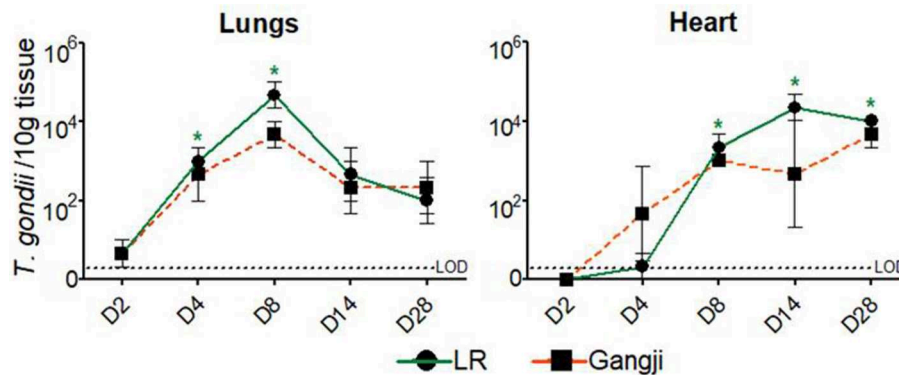 Lungs
Heart
T. gondii /10g tissue
10^6
10^4
10^2
0
LOD
D2
D4
D8
D14
D28
*
*
10^6
10^4
10^2
0
LOD
D2
D4
D8
D14
D28
*
*
*
LR
Gangji